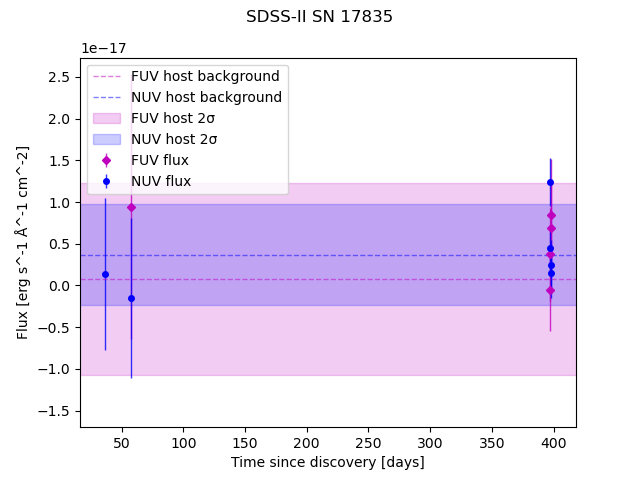 SDSS-II SN 17835
1e−17
FUV host background
NUV host background
FUV host 2σ
NUV host 2σ
FUV flux
NUV flux
2.5
2.0
1.5
1.0
0.5
0.0
−0.5
−1.0
−1.5
Flux [erg s^-1 Å^-1 cm^-2]
50 100 150 200 250 300 350 400
Time since discovery [days]